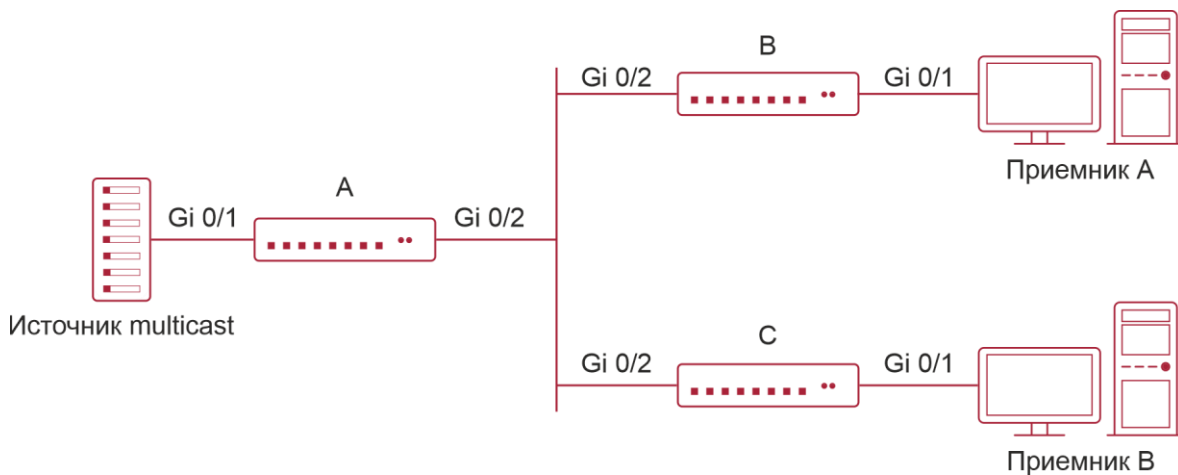 B
Gi 0/2
Gi 0/1
Приемник A
A
Gi 0/1
Gi 0/2
Источник multicast
C
Gi 0/2
Gi 0/1
Приемник B